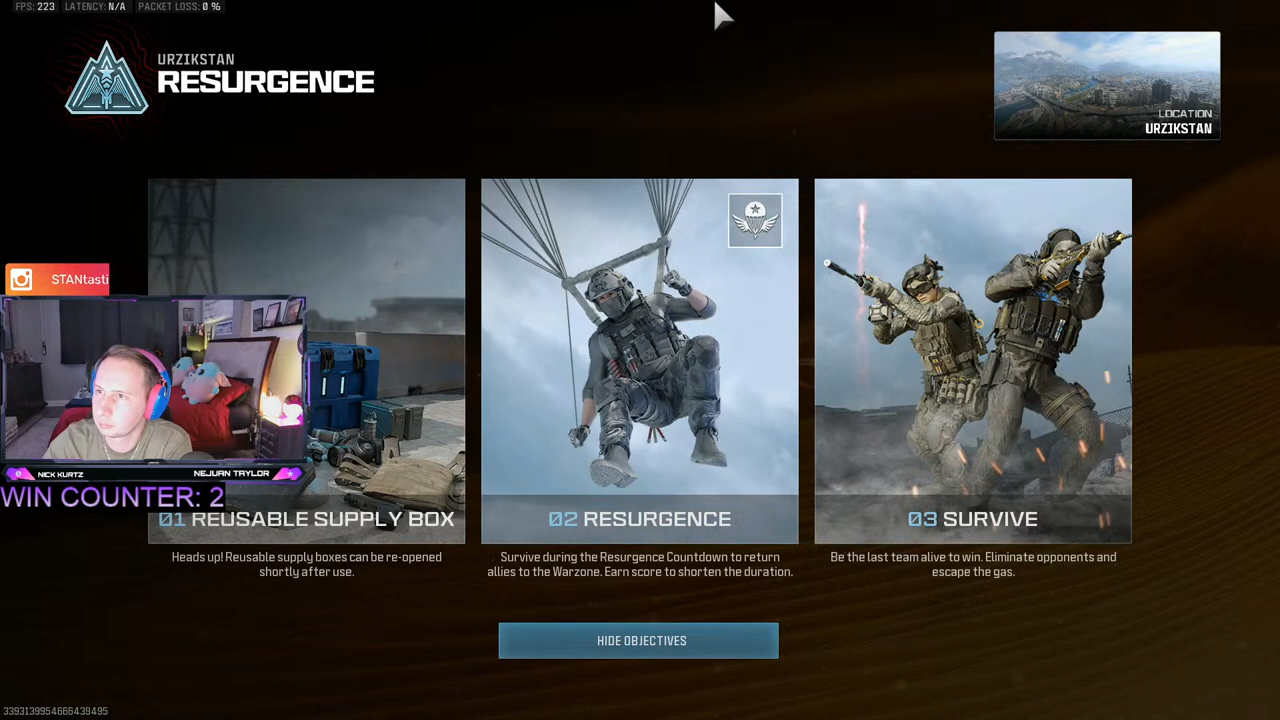 FPS: 223 LATENCY: N/A PACKET LOSS: 0 %
URZIKSTAN
RESURGENCE
LOCATION
URZIKSTAN
STANtasti
NICK KURTZ NEJUAN TAYLOR
WIN COUNTER: 2
01 REUSABLE SUPPLY BOX
Heads up! Reusable supply boxes can be re-opened
shortly after use.
02 RESURGENCE
Survive during the Resurgence Countdown to return
allies to the Warzone. Earn score to shorten the duration.
03 SURVIVE
Be the last team alive to win. Eliminate opponents and
escape the gas.
HIDE OBJECTIVES
3393139954666439495